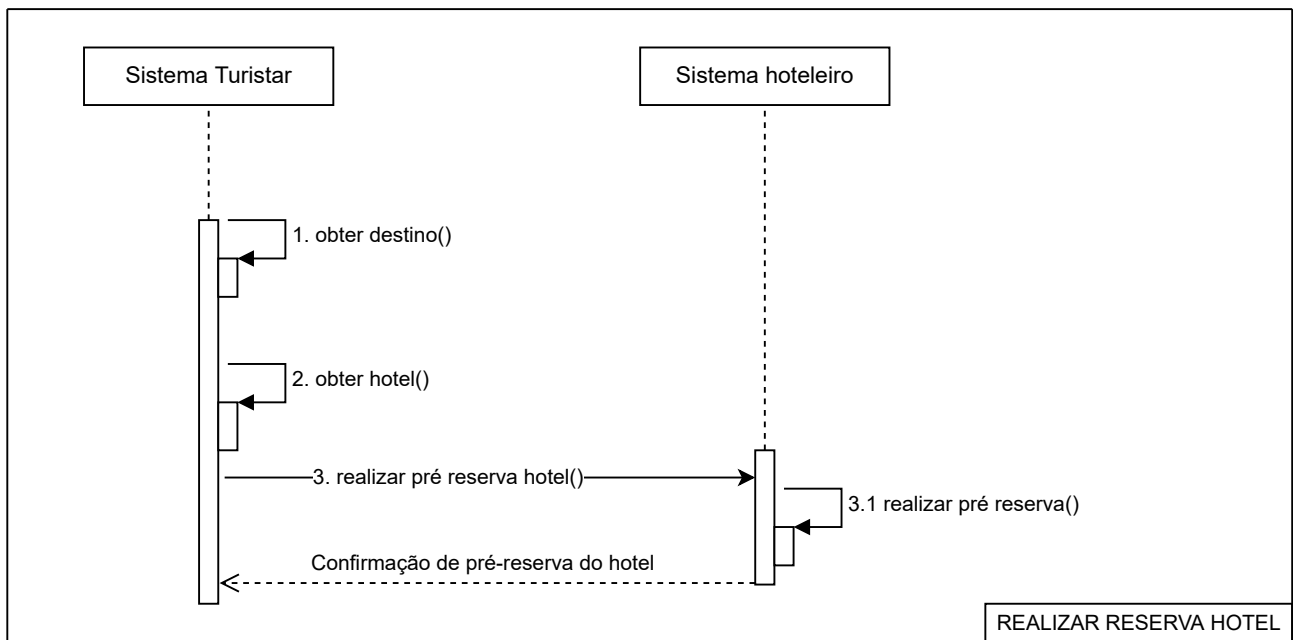 Sistema Turistar
Sistema hoteleiro
1. obter destino()
2. obter hotel()
3. realizar pré reserva hotel()
3.1 realizar pré reserva()
Confirmação de pré-reserva do hotel
REALIZAR RESERVA HOTEL